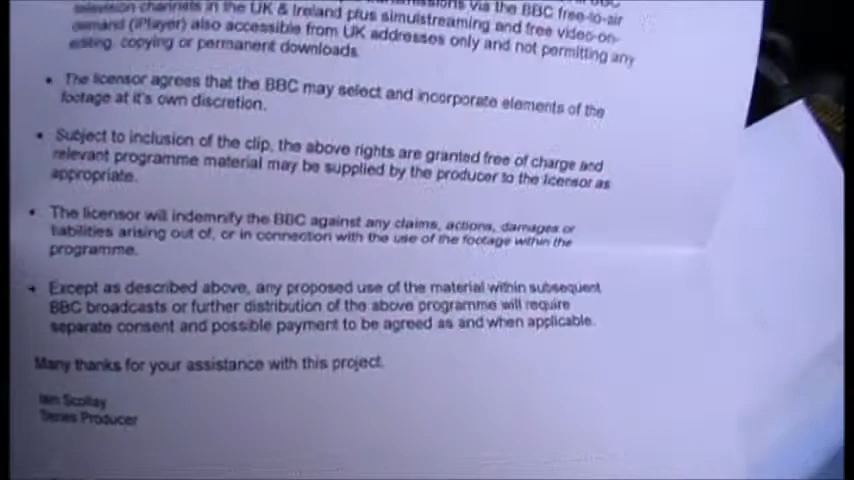 transmissions via the BBC free-to-air
television channels in the UK & Ireland plus simulstreaming and free video-on-
demand (iPlayer) also accessible from UK addresses only and not permitting any
editing, copying or permanent downloads.
• The licensor agrees that the BBC may select and incorporate elements of the
footage at it's own discretion.
• Subject to inclusion of the clip, the above rights are granted free of charge and
relevant programme material may be supplied by the producer to the licensor as
appropriate.
• The licensor will indemnify the BBC against any claims, actions, damages or
liabilities arising out of, or in connection with the use of the footage within the
programme.
• Except as described above, any proposed use of the material within subsequent
BBC broadcasts or further distribution of the above programme will require
separate consent and possible payment to be agreed as and when applicable.
Many thanks for your assistance with this project.
Iain Scollay
Series Producer